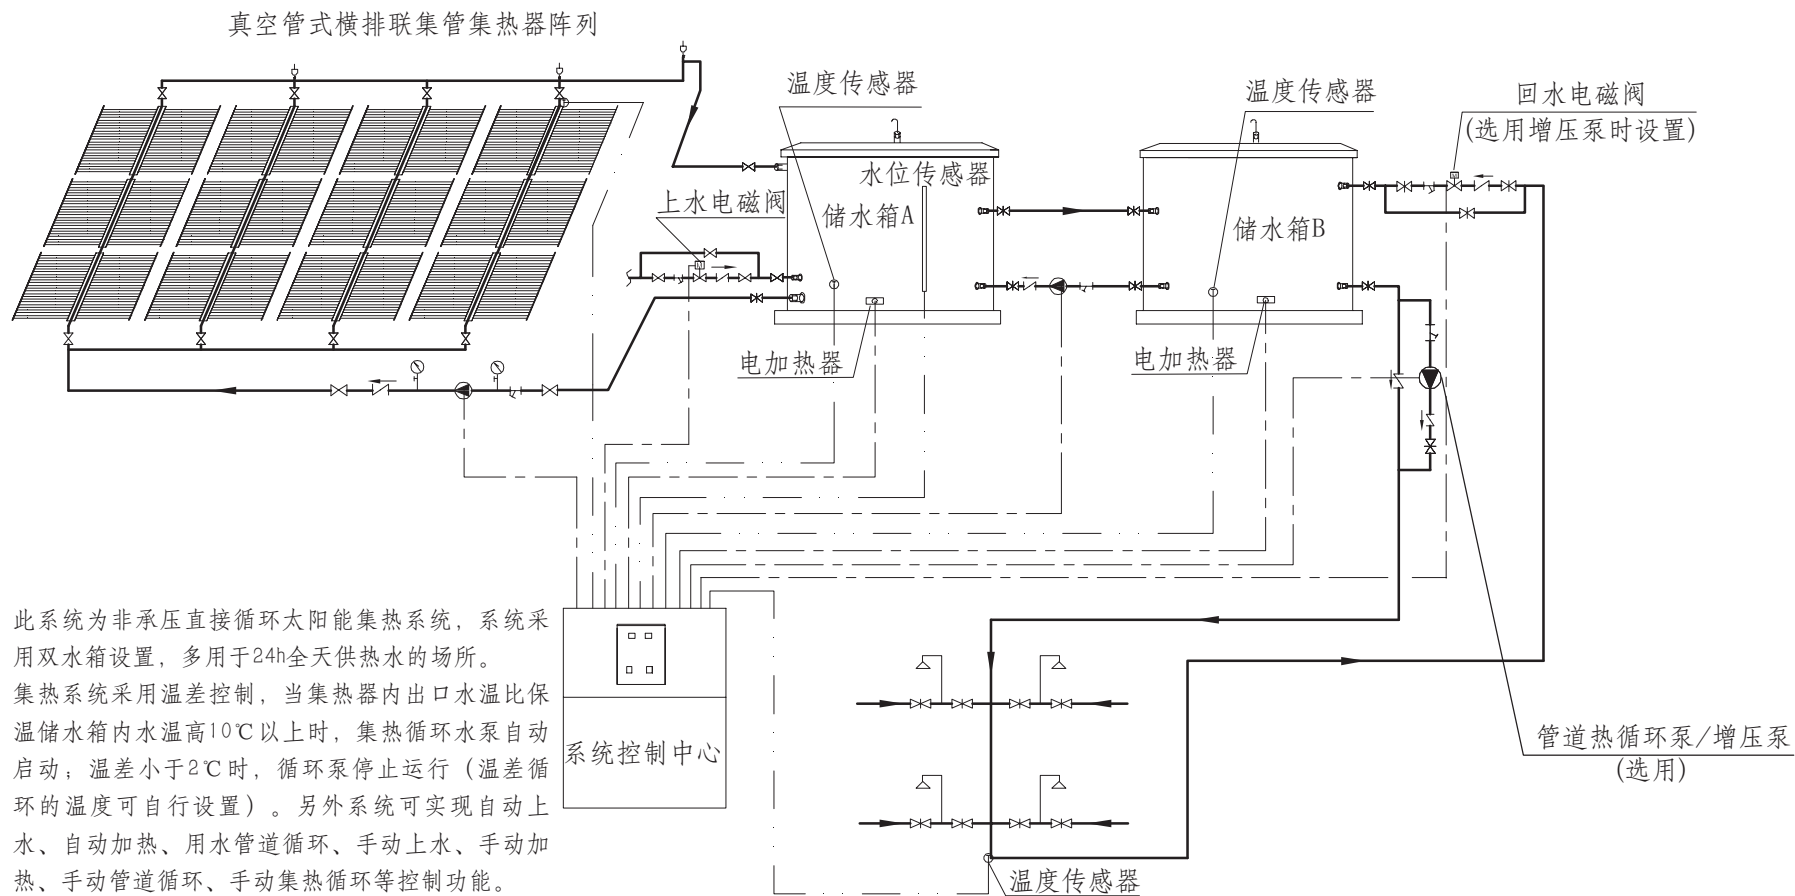 真空管式横排联集管集热器阵列
温度传感器
温度传感器
回水电磁阀
(选用增压泵时设置)
水位传感器
上水电磁阀
储水箱A
储水箱B
电加热器
电加热器
此系统为非承压直接循环太阳能集热系统，系统采
用双水箱设置，多用于24h全天供热水的场所。
集热系统采用温差控制，当集热器内出口水温比保
温储水箱内水温高10℃以上时，集热循环水泵自动
启动；温差小于2℃时，循环泵停止运行（温差循
环的温度可自行设置）。另外系统可实现自动上
水、自动加热、用水管道循环、手动上水、手动加
热、手动管道循环、手动集热循环等控制功能。
系统控制中心
管道热循环泵/增压泵
(选用)
温度传感器